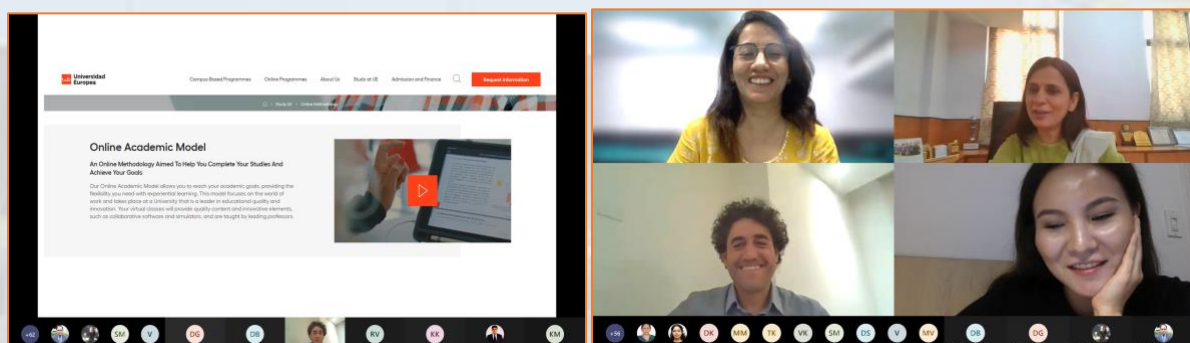 Universidad
Europea
Campus Based Programmes Online Programmes About Us Study at UE Admission and Finance
Request information
Online Academic Model
An Online Methodology Aimed To Help You Complete Your Studies And
Achieve Your Goals
Our Online Academic Model allows you to reach your academic goals, providing the
flexibility you need with experiential learning. This model focuses on the world of
work and takes place at a University that is a leader in educational quality and
innovation. Your virtual classes will provide quality content and innovative elements,
such as collaborative software and simulators, and are taught by leading professors.
+62 SM V DG DB RV KK KM
+56 DK MM TK VK SM DS V MV DB DG